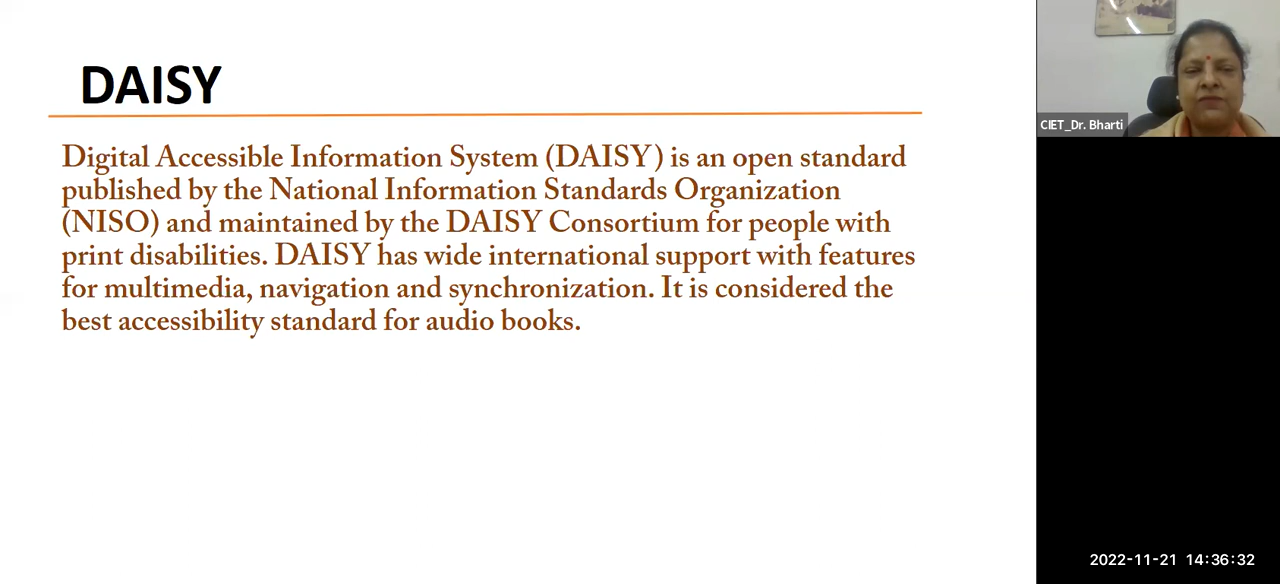 DAISY
Digital Accessible Information System (DAISY) is an open standard
published by the National Information Standards Organization
(NISO) and maintained by the DAISY Consortium for people with
print disabilities. DAISY has wide international support with features
for multimedia, navigation and synchronization. It is considered the
best accessibility standard for audio books.
CIET_Dr. Bharti
2022-11-21 14:36:32